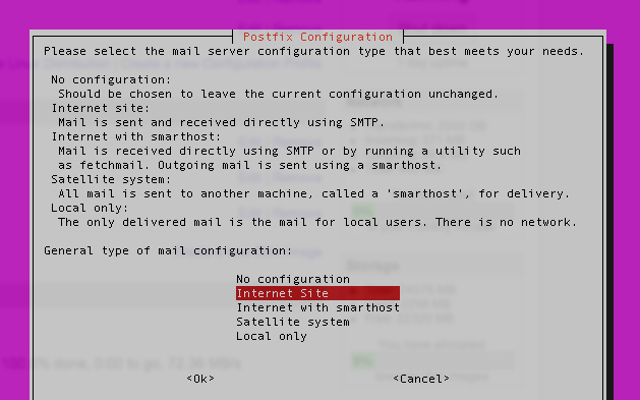 Postfix Configuration
Please select the mail server configuration type that best meets your needs.
No configuration:
Should be chosen to leave the current configuration unchanged.
Internet site:
Mail is sent and received directly using SMTP.
Internet with smarthost:
Mail is received directly using SMTP or by running a utility such
as fetchmail. Outgoing mail is sent using a smarthost.
Satellite system:
All mail is sent to another machine, called a 'smarthost', for delivery.
Local only:
The only delivered mail is the mail for local users. There is no network.
General type of mail configuration:
No configuration
Internet Site
Internet with smarthost
Satellite system
Local only
<Ok> <Cancel>